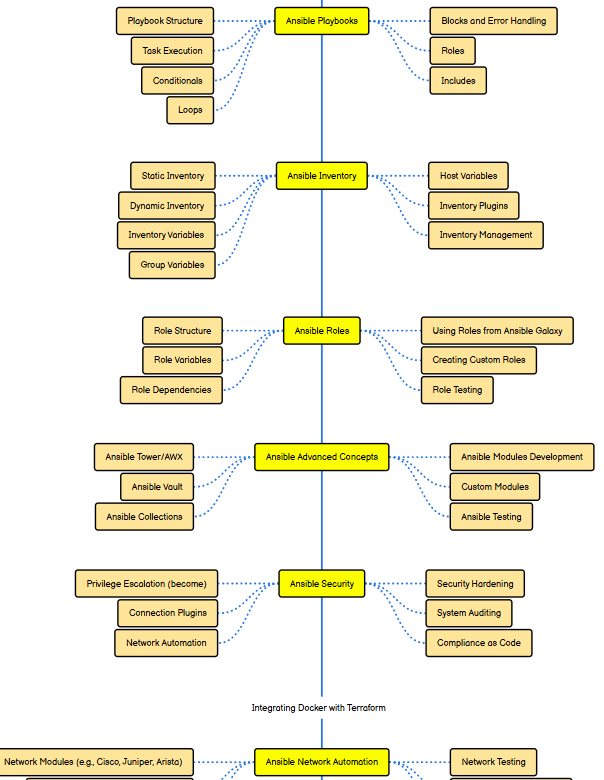 Playbook Structure
Ansible Playbooks
Blocks and Error Handling
Task Execution
Roles
Conditionals
Includes
Loops
Static Inventory
Ansible Inventory
Host Variables
Dynamic Inventory
Inventory Plugins
Inventory Variables
Inventory Management
Group Variables
Role Structure
Ansible Roles
Using Roles from Ansible Galaxy
Role Variables
Creating Custom Roles
Role Dependencies
Role Testing
Ansible Tower/AWX
Ansible Advanced Concepts
Ansible Modules Development
Ansible Vault
Custom Modules
Ansible Collections
Ansible Testing
Privilege Escalation (become)
Ansible Security
Security Hardening
Connection Plugins
System Auditing
Network Automation
Compliance as Code
Integrating Docker with Terraform
Network Modules (e.g., Cisco, Juniper, Arista)
Ansible Network Automation
Network Testing